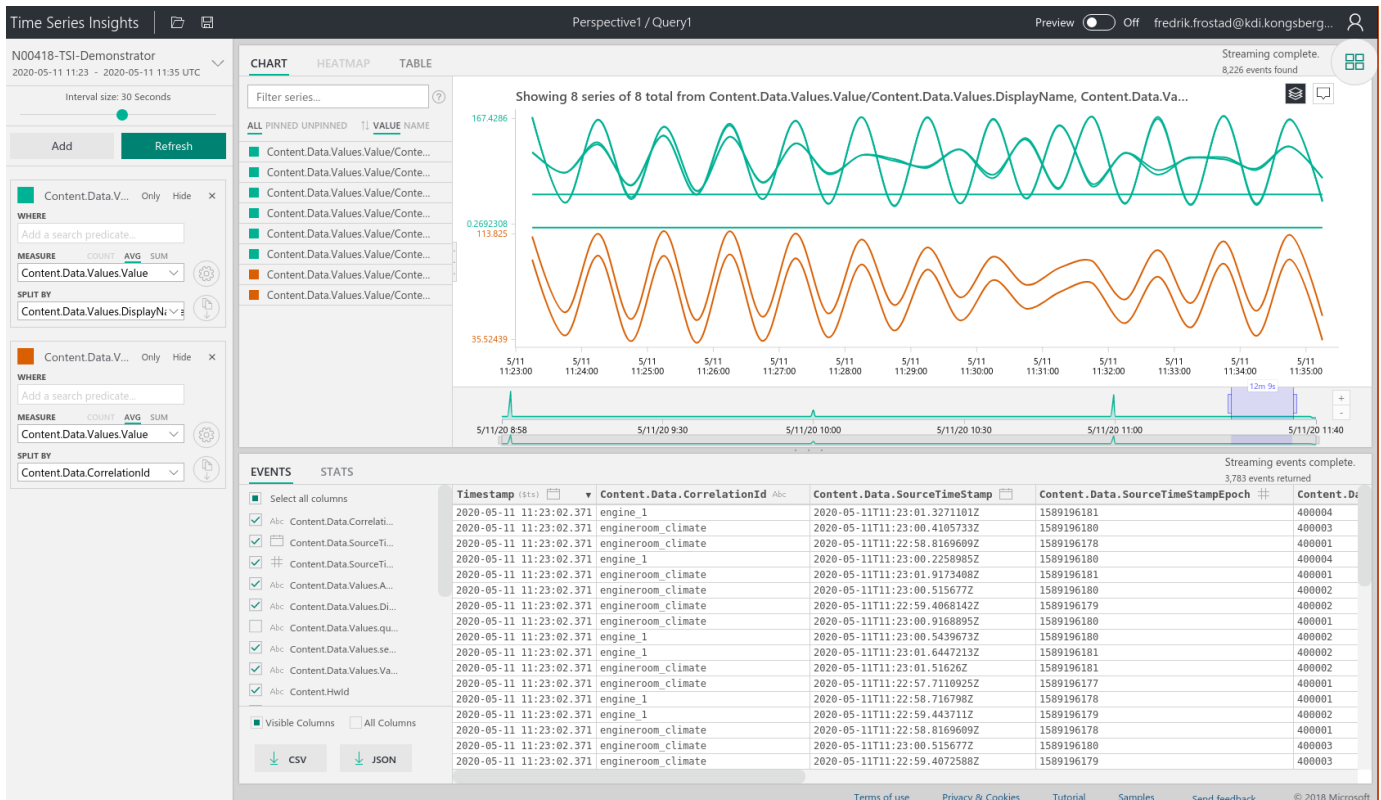 Time Series Insights
Perspective1 / Query1
Preview Off fredrik.frostad@kdi.kongsberg...
N00418-TSI-Demonstrator
2020-05-11 11:23 - 2020-05-11 11:35 UTC
Interval size: 30 Seconds
Add Refresh
Content.Data.V... Only Hide ×
WHERE
Add a search predicate...
MEASURE COUNT AVG SUM
Content.Data.Values.Value
SPLIT BY
Content.Data.Values.DisplayNa
Content.Data.V... Only Hide ×
WHERE
Add a search predicate...
MEASURE COUNT AVG SUM
Content.Data.Values.Value
SPLIT BY
Content.Data.CorrelationId
CHART HEATMAP TABLE
Streaming complete.
8,226 events found
Filter series... ?
ALL PINNED UNPINNED VALUE NAME
Content.Data.Values.Value/Conte...
Content.Data.Values.Value/Conte...
Content.Data.Values.Value/Conte...
Content.Data.Values.Value/Conte...
Content.Data.Values.Value/Conte...
Content.Data.Values.Value/Conte...
Content.Data.Values.Value/Conte...
Content.Data.Values.Value/Conte...
Showing 8 series of 8 total from Content.Data.Values.Value/Content.Data.Values.DisplayName, Content.Data.Va...
167.4286
0.2692308
113.825
35.52439
5/11 5/11 5/11 5/11 5/11 5/11 5/11 5/11 5/11 5/11 5/11 5/11 5/11
11:23:00 11:24:00 11:25:00 11:26:00 11:27:00 11:28:00 11:29:00 11:30:00 11:31:00 11:32:00 11:33:00 11:34:00 11:35:00
12m 9s
+
-
5/11/20 8:58 5/11/20 9:30 5/11/20 10:00 5/11/20 10:30 5/11/20 11:00 5/11/20 11:40
EVENTS STATS
Streaming events complete.
3,783 events returned
Select all columns
Abc Content.Data.Correlati...
Content.Data.SourceTi...
Content.Data.SourceTi...
Abc Content.Data.Values.A...
Abc Content.Data.Values.Di...
Abc Content.Data.Values.qu...
Abc Content.Data.Values.se...
Abc Content.Data.Values.Va...
Abc Content.HwId
Visible Columns All Columns
CSV JSON
Timestamp ($ts) Content.Data.CorrelationId Abc Content.Data.SourceTimeStamp Content.Data.SourceTimeStampEpoch Content.Da
2020-05-11 11:23:02.371 engine_1 2020-05-11T11:23:01.3271101Z 1589196181 400004
2020-05-11 11:23:02.371 engineroom_climate 2020-05-11T11:23:00.4105733Z 1589196180 400003
2020-05-11 11:23:02.371 engineroom_climate 2020-05-11T11:22:58.8169609Z 1589196178 400001
2020-05-11 11:23:02.371 engine_1 2020-05-11T11:23:00.2258985Z 1589196180 400004
2020-05-11 11:23:02.371 engineroom_climate 2020-05-11T11:23:01.9173408Z 1589196181 400001
2020-05-11 11:23:02.371 engineroom_climate 2020-05-11T11:23:00.515677Z 1589196180 400002
2020-05-11 11:23:02.371 engineroom_climate 2020-05-11T11:22:59.4068142Z 1589196179 400002
2020-05-11 11:23:02.371 engineroom_climate 2020-05-11T11:23:00.9168895Z 1589196180 400001
2020-05-11 11:23:02.371 engine_1 2020-05-11T11:23:00.5439673Z 1589196180 400002
2020-05-11 11:23:02.371 engine_1 2020-05-11T11:23:01.6447213Z 1589196181 400002
2020-05-11 11:23:02.371 engineroom_climate 2020-05-11T11:23:01.51626Z 1589196181 400002
2020-05-11 11:23:02.371 engineroom_climate 2020-05-11T11:22:57.7110925Z 1589196177 400001
2020-05-11 11:23:02.371 engine_1 2020-05-11T11:22:58.716798Z 1589196178 400001
2020-05-11 11:23:02.371 engine_1 2020-05-11T11:22:59.443711Z 1589196179 400002
2020-05-11 11:23:02.371 engineroom_climate 2020-05-11T11:22:58.8169609Z 1589196178 400001
2020-05-11 11:23:02.371 engineroom_climate 2020-05-11T11:23:00.515677Z 1589196180 400003
2020-05-11 11:23:02.371 engineroom_climate 2020-05-11T11:22:59.4072588Z 1589196179 400003
Terms of use Privacy & Cookies Tutorial Samples Send feedback © 2018 Microsoft